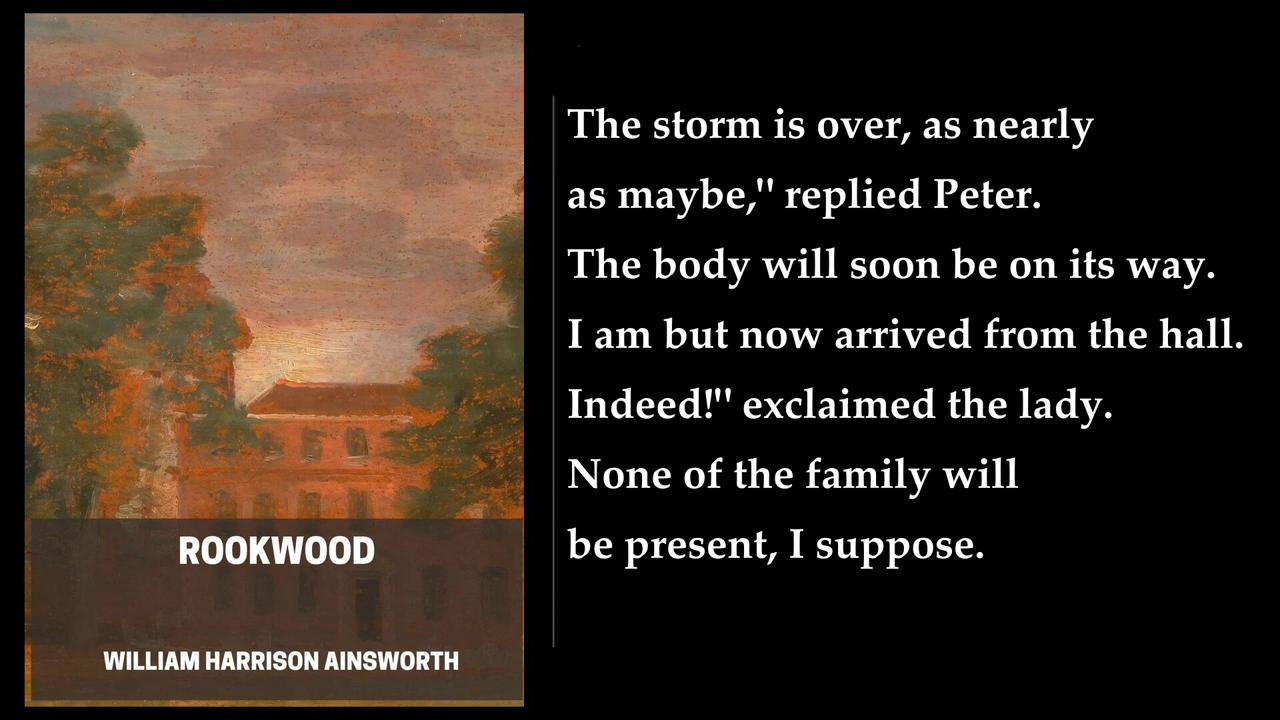 ROOKWOOD
WILLIAM HARRISON AINSWORTH
The storm is over, as nearly
as maybe," replied Peter.
The body will soon be on its way.
I am but now arrived from the hall.
Indeed!" exclaimed the lady.
None of the family will
be present, I suppose.